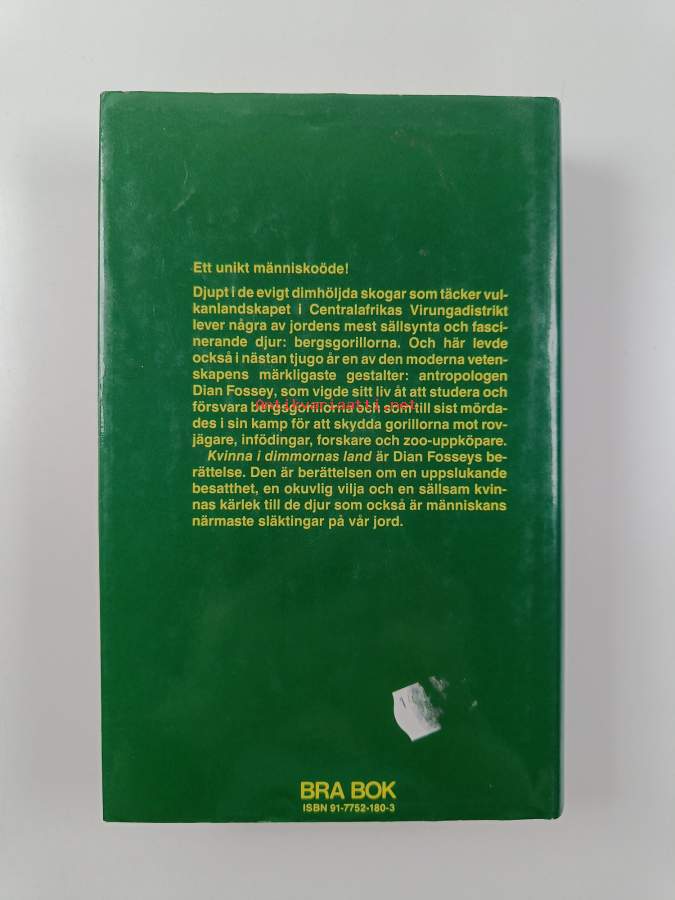 Ett unikt människoöde!
Djupt i de evigt dimhöljda skogar som täcker vul-
kanlandskapet i Centralafrikas Virungadistrikt
lever några av jordens mest sällsynta och fasci-
nerande djur: bergsgorillorna. Och här levde
också i nästan tjugo år en av den moderna veten-
skapens märkligaste gestalter: antropologen
Dian Fossey, som vigde sitt liv åt att studera och
försvara bergsgorillorna och som till sist mörda-
Antikvariaatti.net
des i sin kamp för att skydda gorillorna mot rov-
jägare, infödingar, forskare och zoo-uppköpare.
Kvinna i dimmornas land är Dian Fosseys be-
rättelse. Den är berättelsen om en uppslukande
besatthet, en okuvlig vilja och en sällsam kvin-
nas kärlek till de djur som också är människans
närmaste släktingar på vår jord.
BRA BOK
ISBN 91-7752-180-3